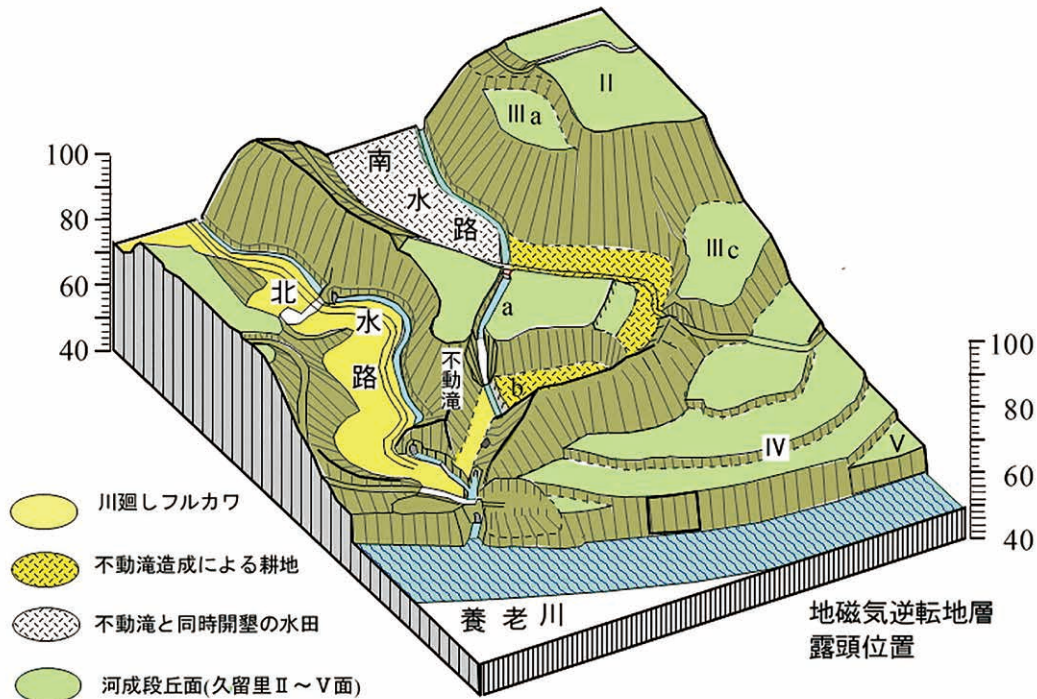 II
IIIa
IIIc
IV
V
100
80
60
40
南水路
北水路
不動滝
a
b
100
80
60
40
川廻しフルカワ
不動滝造成による耕地
不動滝と同時開墾の水田
河成段丘面(久留里II～V面)
養老川
地磁気逆転地層
露頭位置